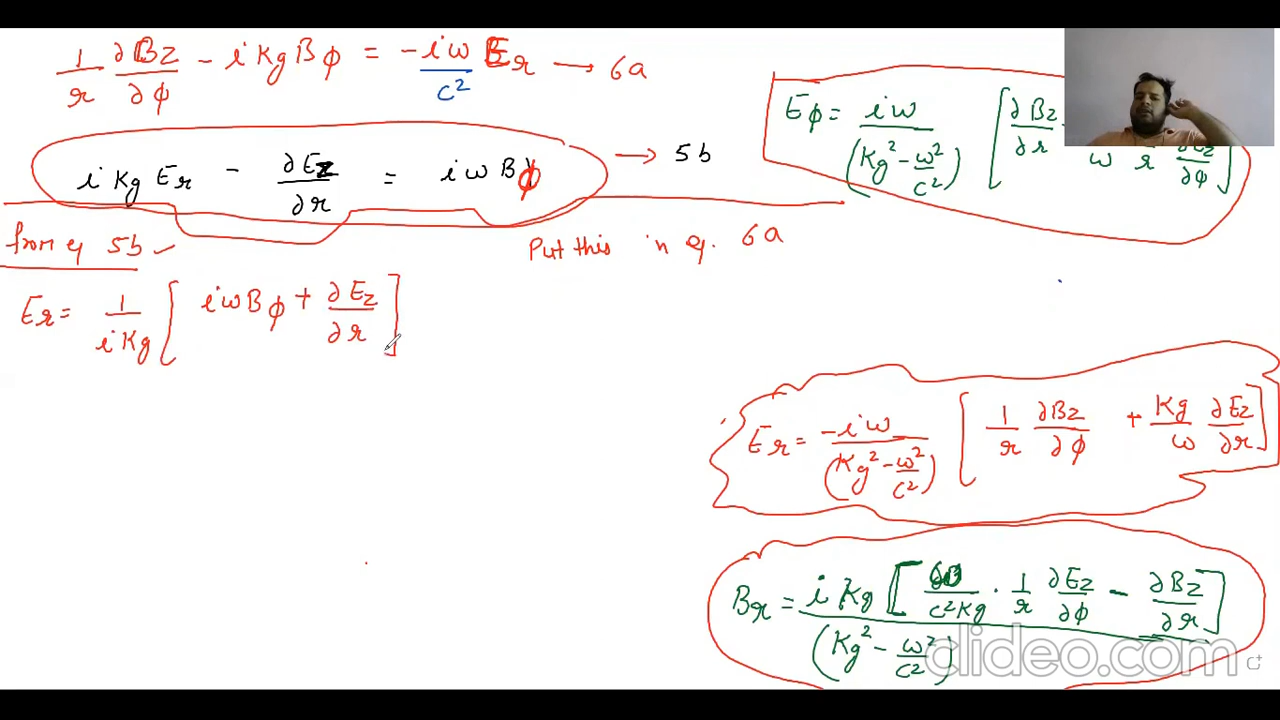 1/r ∂Bz/∂φ - i Kg Bφ = -iω/c² Er → 6a
i Kg Er - ∂Ez/∂r = iω Bφ → 5b
from eq 5b
Put this in eq. 6a
Er = 1/(i Kg) [ iω Bφ + ∂Ez/∂r ]
Eφ = iω/(Kg² - ω²/c²) [ ∂Bz/∂r
ω r ∂φ ]
Er = -iω/(Kg² - ω²/c²) [ 1/r ∂Bz/∂φ + Kg/ω ∂Ez/∂r ]
Br = i Kg/(Kg² - ω²/c²) [ ω/(c² Kg) · 1/r ∂Ez/∂φ - ∂Bz/∂r ]
clideo.com